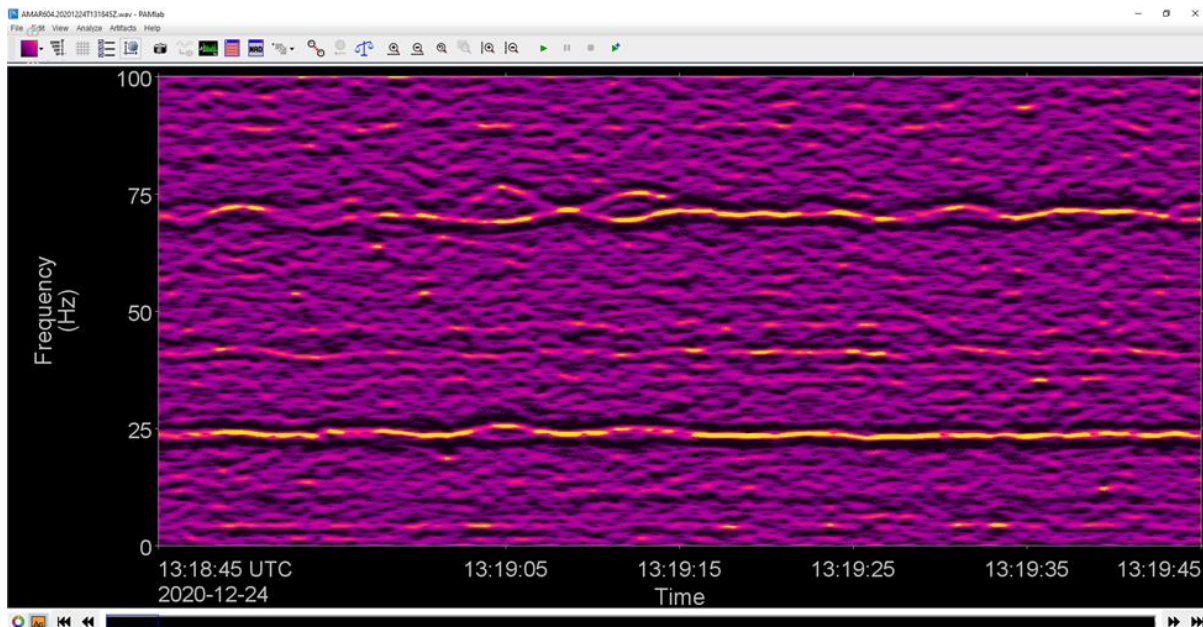 AMAR604.20201224T131845Z.wav - PAMlab
File Edit View Analyze Artifacts Help
100
75
50
25
0
Frequency
(Hz)
13:18:45 UTC 13:19:05 13:19:15 13:19:25 13:19:35 13:19:45
2020-12-24
Time